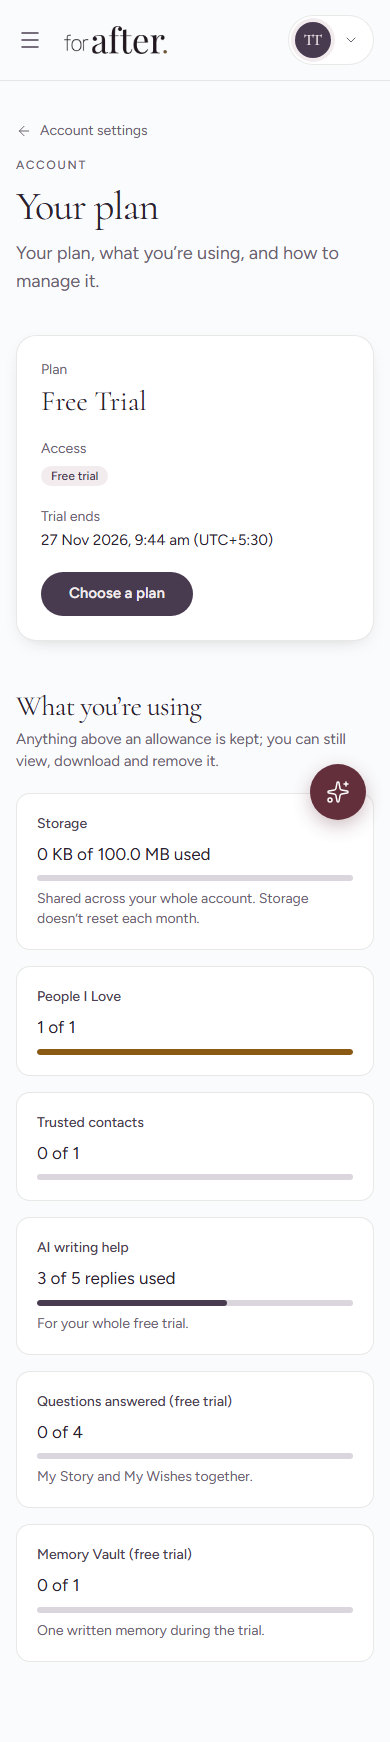 for after.
TT
Account settings
ACCOUNT
Your plan
Your plan, what you’re using, and how to
manage it.
Plan
Free Trial
Access
Free trial
Trial ends
27 Nov 2026, 9:44 am (UTC+5:30)
Choose a plan
What you’re using
Anything above an allowance is kept; you can still
view, download and remove it.
Storage
0 KB of 100.0 MB used
Shared across your whole account. Storage
doesn’t reset each month.
People I Love
1 of 1
Trusted contacts
0 of 1
AI writing help
3 of 5 replies used
For your whole free trial.
Questions answered (free trial)
0 of 4
My Story and My Wishes together.
Memory Vault (free trial)
0 of 1
One written memory during the trial.